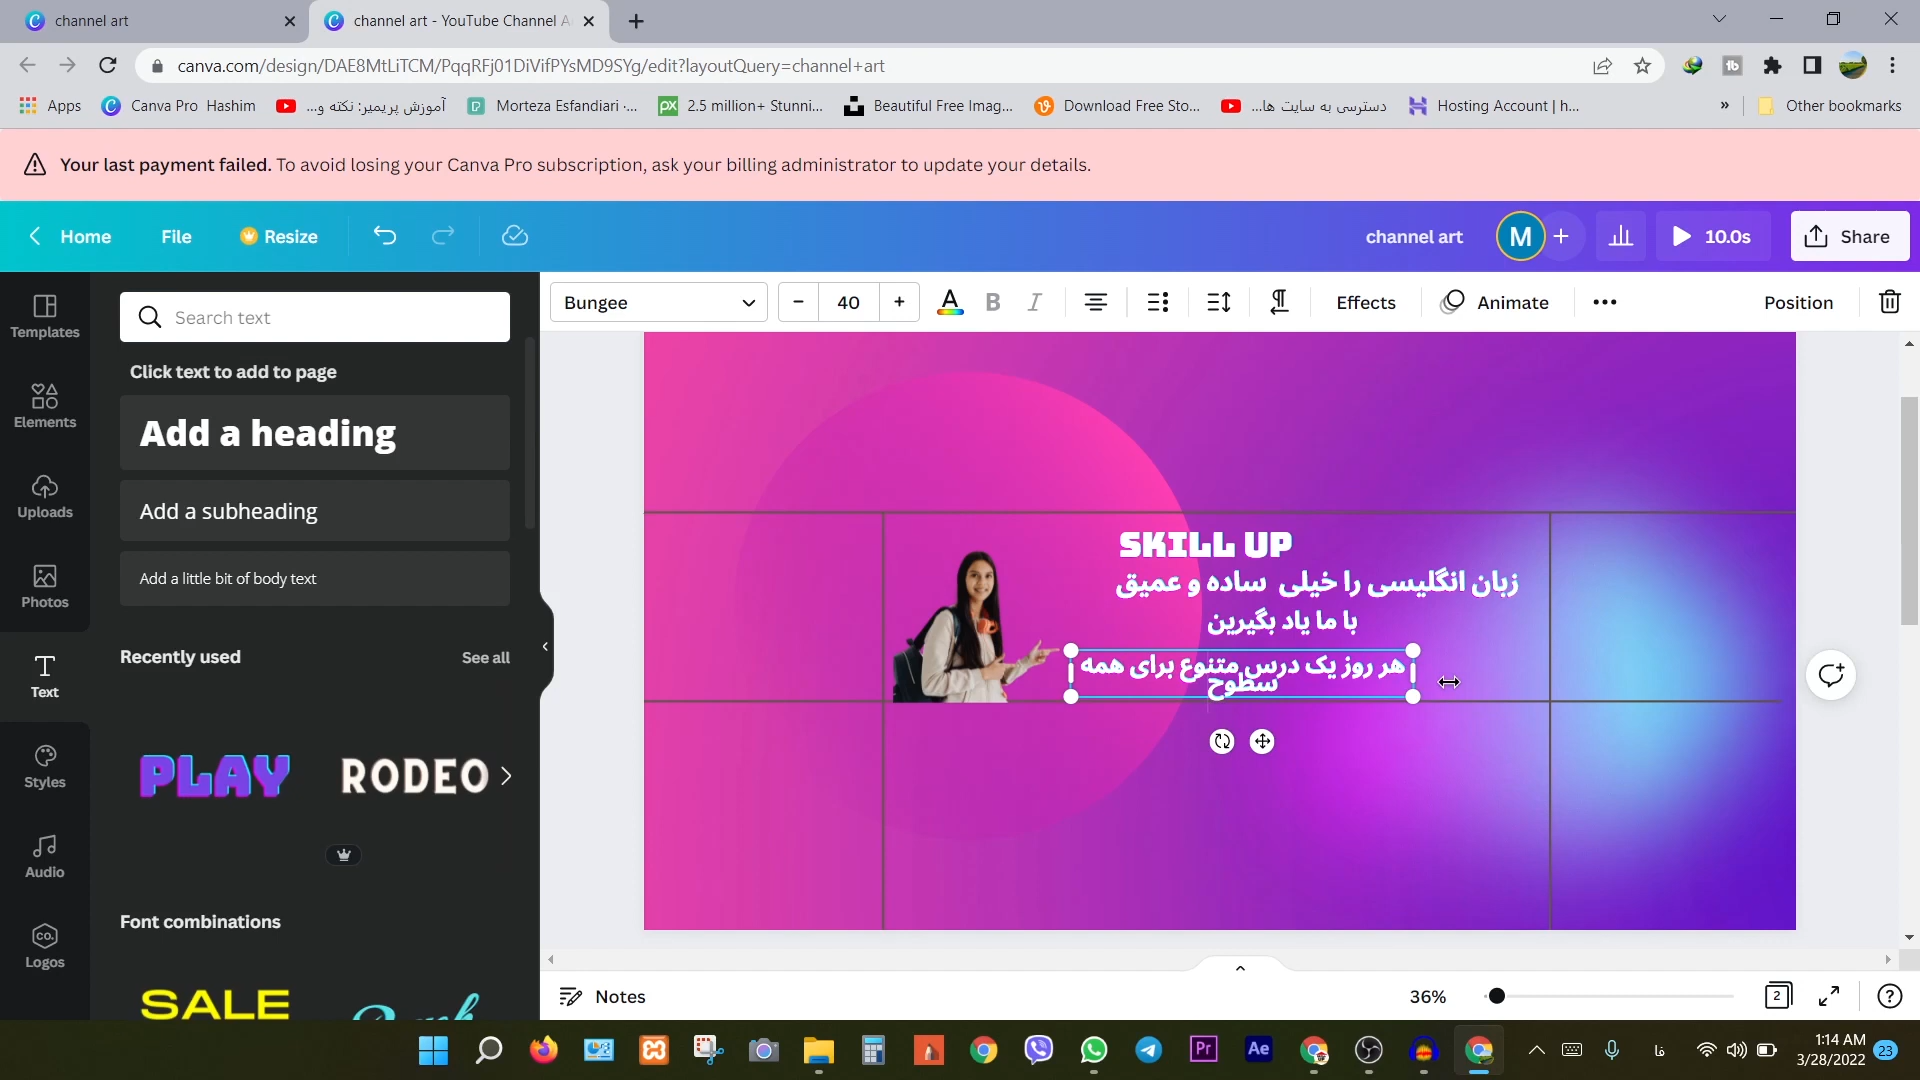 channel art
channel art - YouTube Channel A
canva.com/design/DAE8MtLiTCM/PqqRFj01DiVifPYsMD9SYg/edit?layoutQuery=channel+art
Apps
Canva Pro Hashim
آموزش پریمیر: نکته و...
Morteza Esfandiari -...
2.5 million+ Stunni...
Beautiful Free Imag...
Download Free Sto...
دسترسی به سایت ها...
Hosting Account | h...
»
Other bookmarks
Your last payment failed. To avoid losing your Canva Pro subscription, ask your billing administrator to update your details.
Home
File
Resize
channel art
M
+
10.0s
Share
Templates
Elements
Uploads
Photos
Text
Styles
Audio
Logos
Search text
Click text to add to page
Add a heading
Add a subheading
Add a little bit of body text
Recently used
See all
PLAY
RODEO
Font combinations
SALE
Bungee
– 40 +
A B I
Effects
Animate
Position
SKILL UP
زبان انگلیسی را خیلی ساده و عمیق
با ما یاد بگیرین
هر روز یک درس متنوع برای همه
سطوح
Notes
36%
2
?
Pr
Ae
فا
1:14 AM
3/28/2022
23